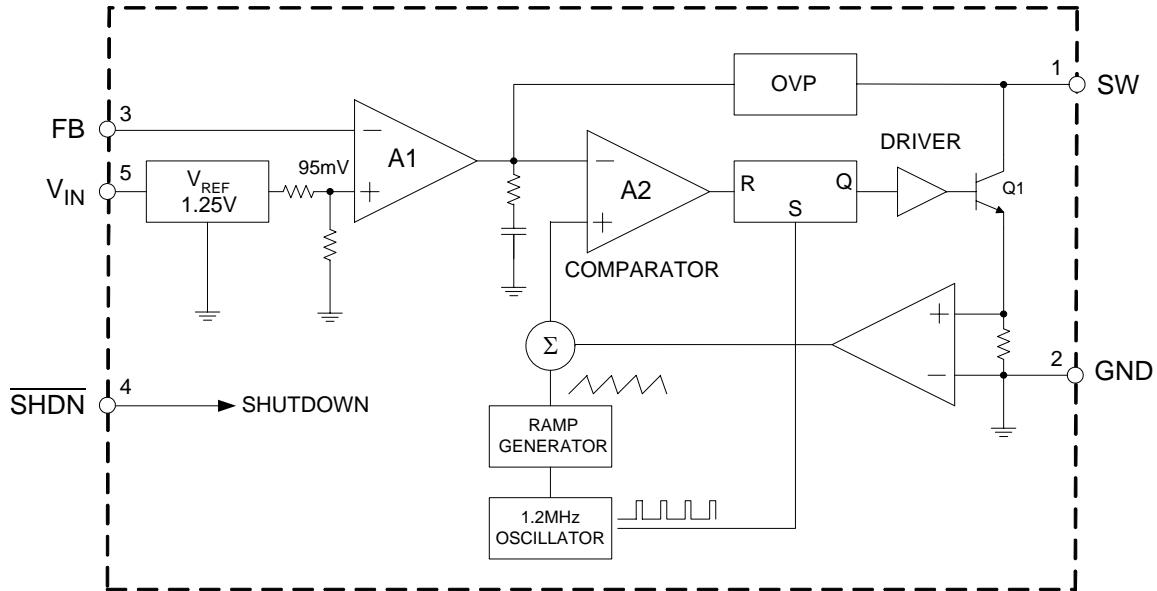 1
OVP
SW
3
FB
DRIVER
95mV
A1
5
VIN
VREF
1.25V
−
+
−
A2
+
R
Q
S
Q1
COMPARATOR
+
−
Σ
2
GND
4
SHDN
SHUTDOWN
RAMP
GENERATOR
1.2MHz
OSCILLATOR